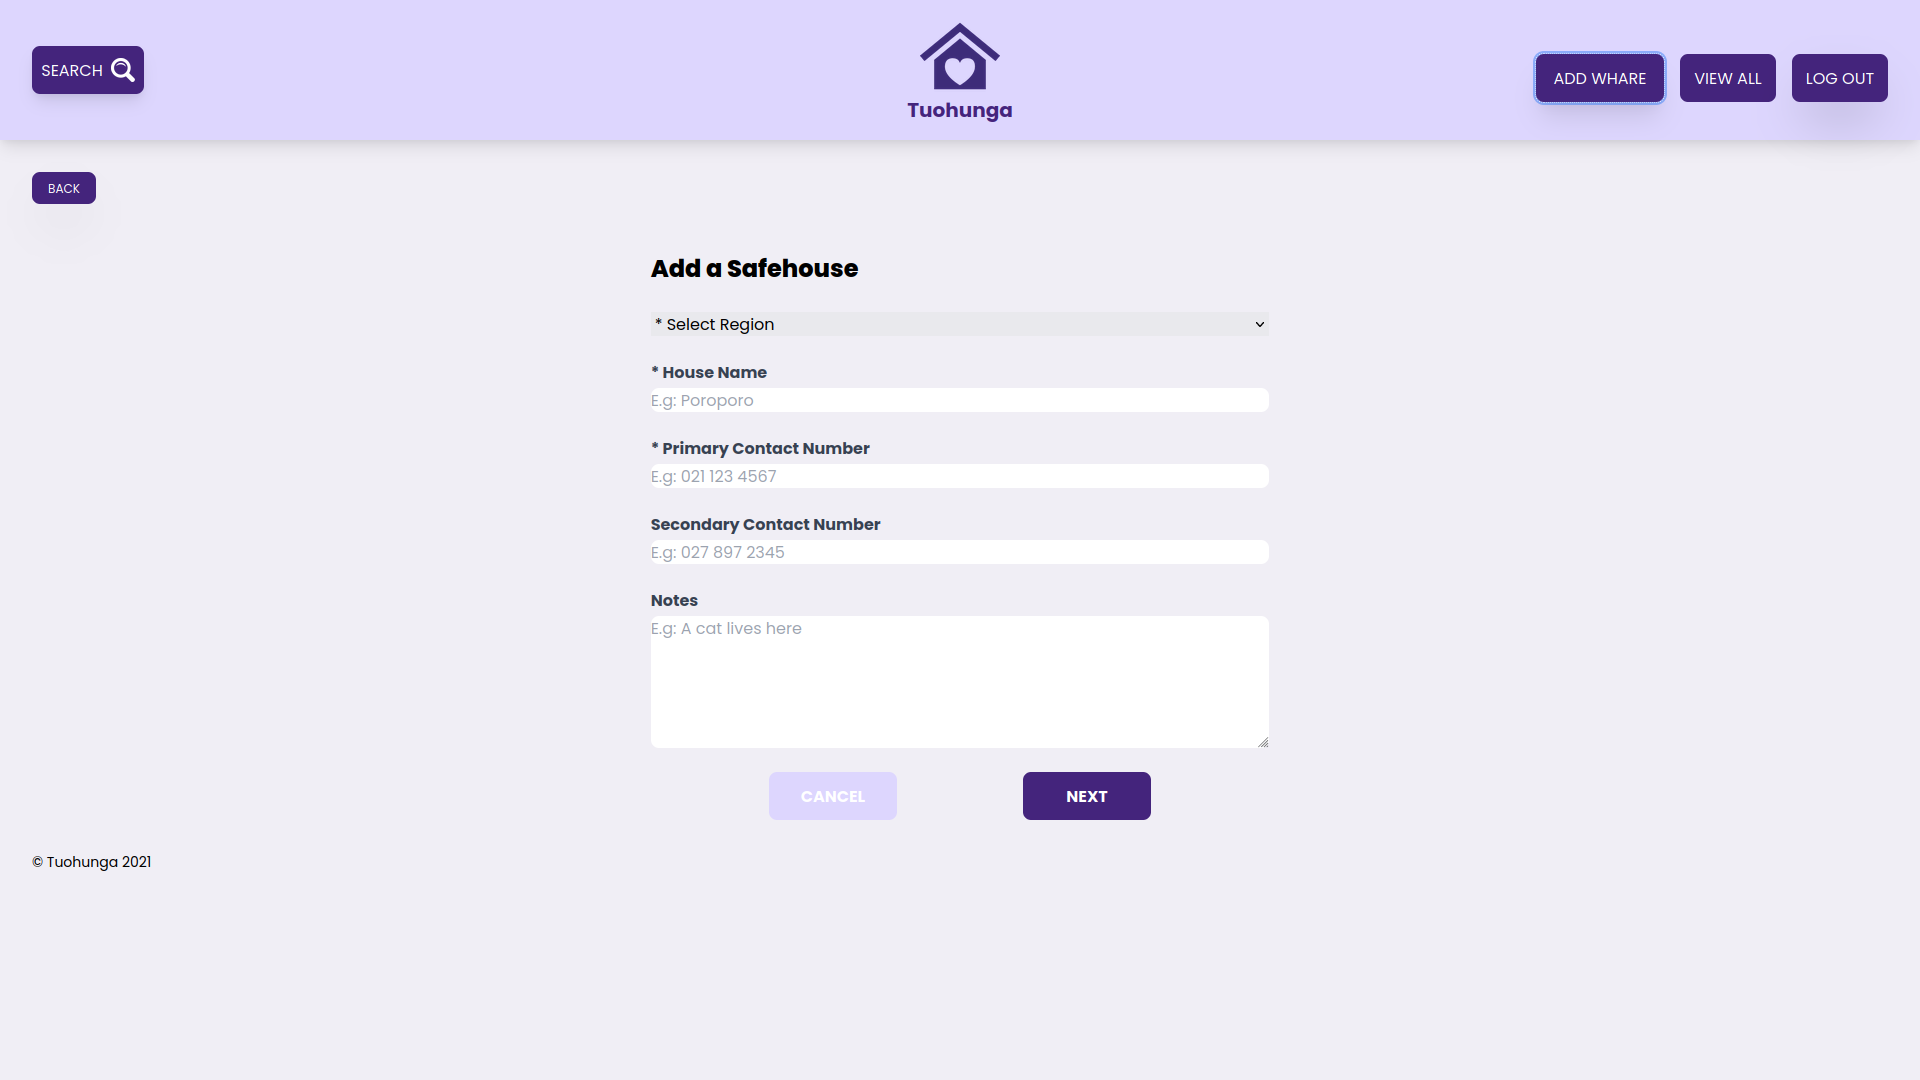 SEARCH
Tuohunga
ADD WHARE
VIEW ALL
LOG OUT
BACK
Add a Safehouse
* Select Region
* House Name
E.g: Poroporo
* Primary Contact Number
E.g: 021 123 4567
Secondary Contact Number
E.g: 027 897 2345
Notes
E.g: A cat lives here
CANCEL
NEXT
© Tuohunga 2021